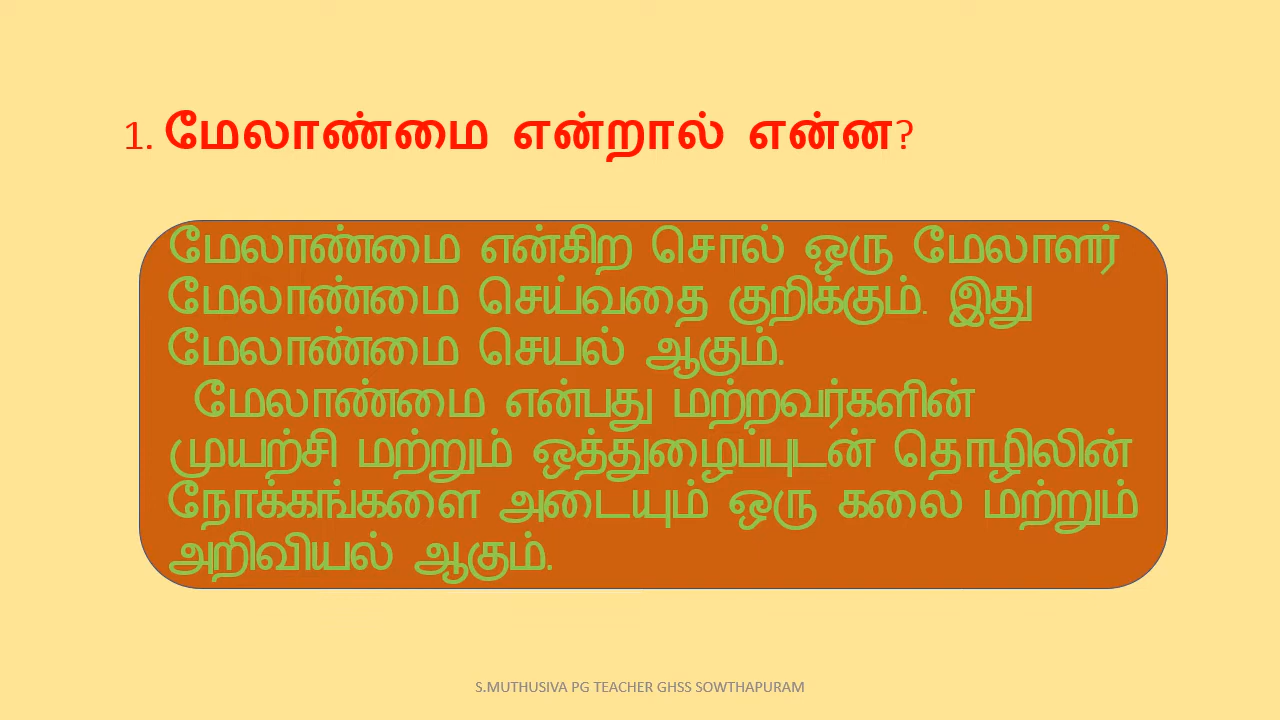 1. மேலாண்மை என்றால் என்ன?
மேலாண்மை என்கிற சொல் ஒரு மேலாளர்
மேலாண்மை செய்வதை குறிக்கும். இது
மேலாண்மை செயல் ஆகும்.
மேலாண்மை என்பது மற்றவர்களின்
முயற்சி மற்றும் ஒத்துழைப்புடன் தொழிலின்
நோக்கங்களை அடையும் ஒரு கலை மற்றும்
அறிவியல் ஆகும்.
S.MUTHUSIVA PG TEACHER GHSS SOWTHAPURAM